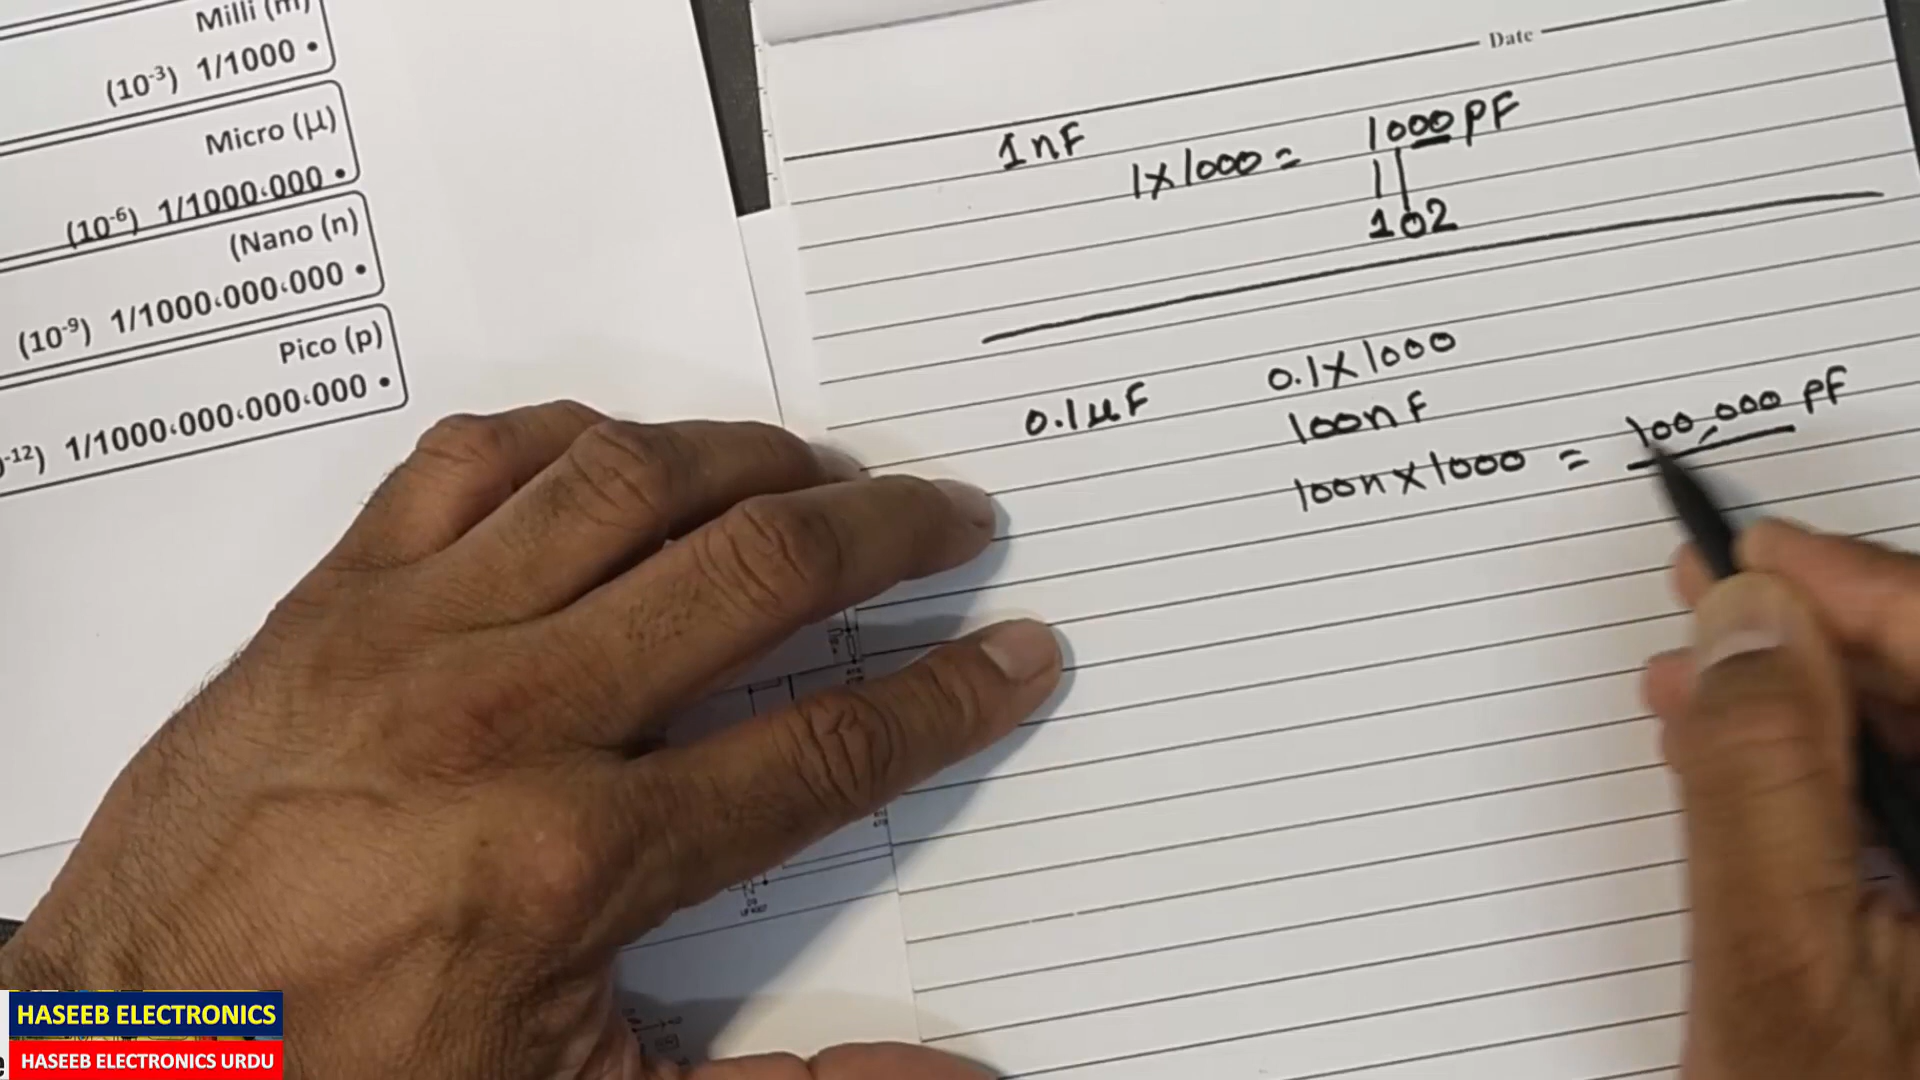 Milli (m)
(10-3) 1/1000 •
Micro (μ)
(10-6) 1/1000،000 •
(Nano (n)
(10-9) 1/1000،000،000 •
Pico (p)
-12) 1/1000،000،000،000 •
Date
1nF
1x1000= 1000PF
102
0.1μF 0.1x1000
100nF
100nx1000 = 100,000 PF
HASEEB ELECTRONICS
HASEEB ELECTRONICS URDU